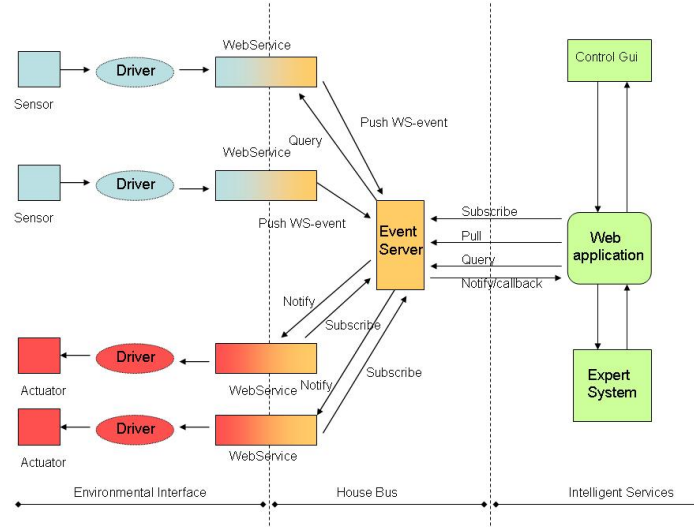 WebService
Control Gui
Driver
Sensor
Push WS-event
Query
WebService
Driver
Sensor
Push WS-event
Event
Server
Subscribe
Pull
Query
Notify/callback
Web
application
Notify
Subscribe
Driver
Actuator
WebService
Notify
Subscribe
Expert
System
Driver
Actuator
WebService
Environmental Interface
House Bus
Intelligent Services